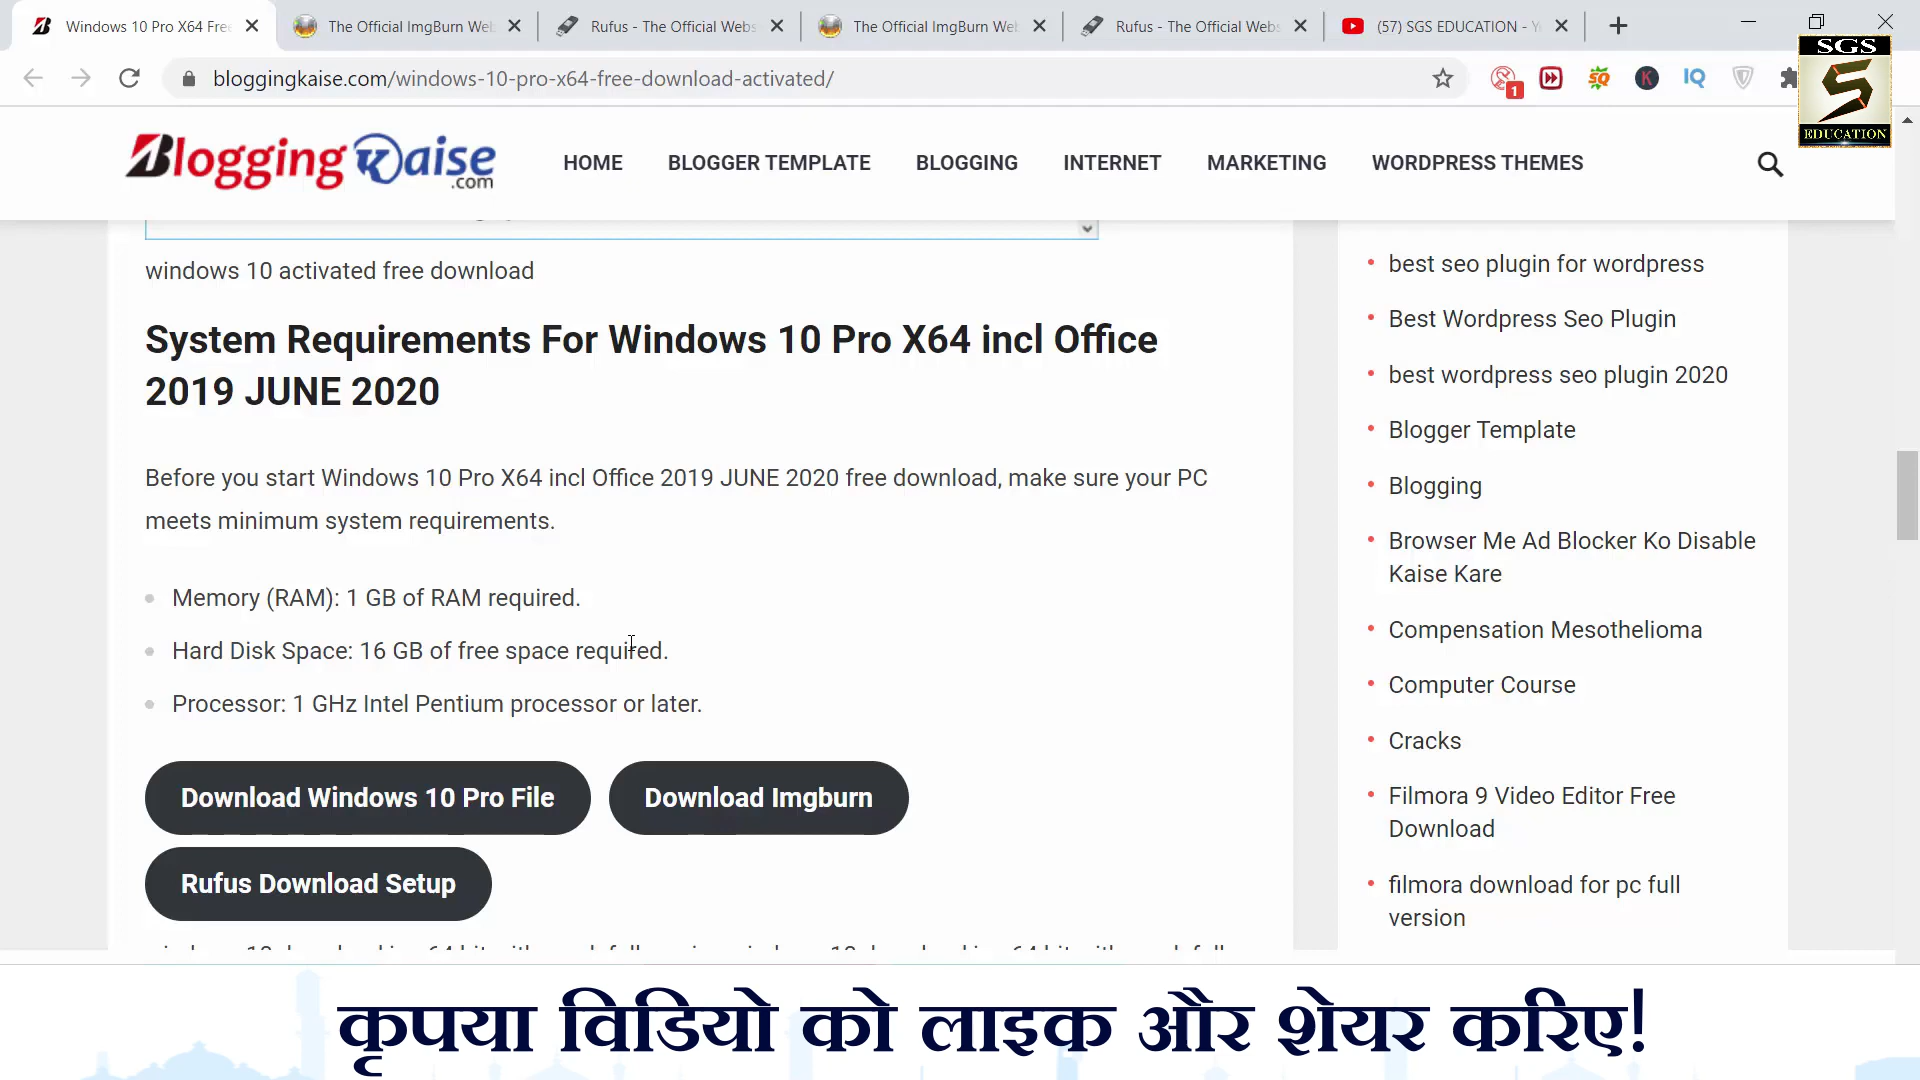 Windows 10 Pro X64 Free
The Official ImgBurn Web
Rufus - The Official Webs
The Official ImgBurn Web
Rufus - The Official Webs
(57) SGS EDUCATION - Y
bloggingkaise.com/windows-10-pro-x64-free-download-activated/
1
SQ
K
IQ
SGS
S
EDUCATION
Blogging Kaise
.com
HOME
BLOGGER TEMPLATE
BLOGGING
INTERNET
MARKETING
WORDPRESS THEMES
windows 10 activated free download
System Requirements For Windows 10 Pro X64 incl Office
2019 JUNE 2020
Before you start Windows 10 Pro X64 incl Office 2019 JUNE 2020 free download, make sure your PC
meets minimum system requirements.
Memory (RAM): 1 GB of RAM required.
Hard Disk Space: 16 GB of free space required.
Processor: 1 GHz Intel Pentium processor or later.
Download Windows 10 Pro File
Download Imgburn
Rufus Download Setup
best seo plugin for wordpress
Best Wordpress Seo Plugin
best wordpress seo plugin 2020
Blogger Template
Blogging
Browser Me Ad Blocker Ko Disable
Kaise Kare
Compensation Mesothelioma
Computer Course
Cracks
Filmora 9 Video Editor Free
Download
filmora download for pc full
version
कृपया विडियो को लाइक और शेयर करिए!